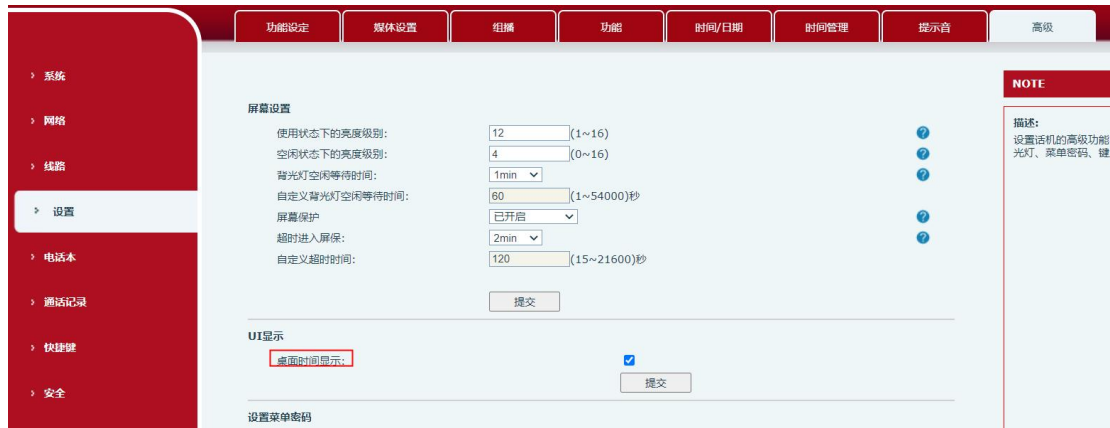 功能设定 媒体设置 组播 功能 时间/日期 时间管理 提示音 高级
系统
网络
线路
设置
电话本
通话记录
快捷键
安全
屏幕设置
使用状态下的亮度级别: 12 (1~16)
空闲状态下的亮度级别: 4 (0~16)
背光灯空闲等待时间: 1min
自定义背光灯空闲等待时间: 60 (1~54000)秒
屏幕保护 已开启
超时进入屏保: 2min
自定义超时时间: 120 (15~21600)秒
提交
UI显示
桌面时间显示:
提交
设置菜单密码
NOTE
描述:
设置话机的高级功能
光灯、菜单密码、键